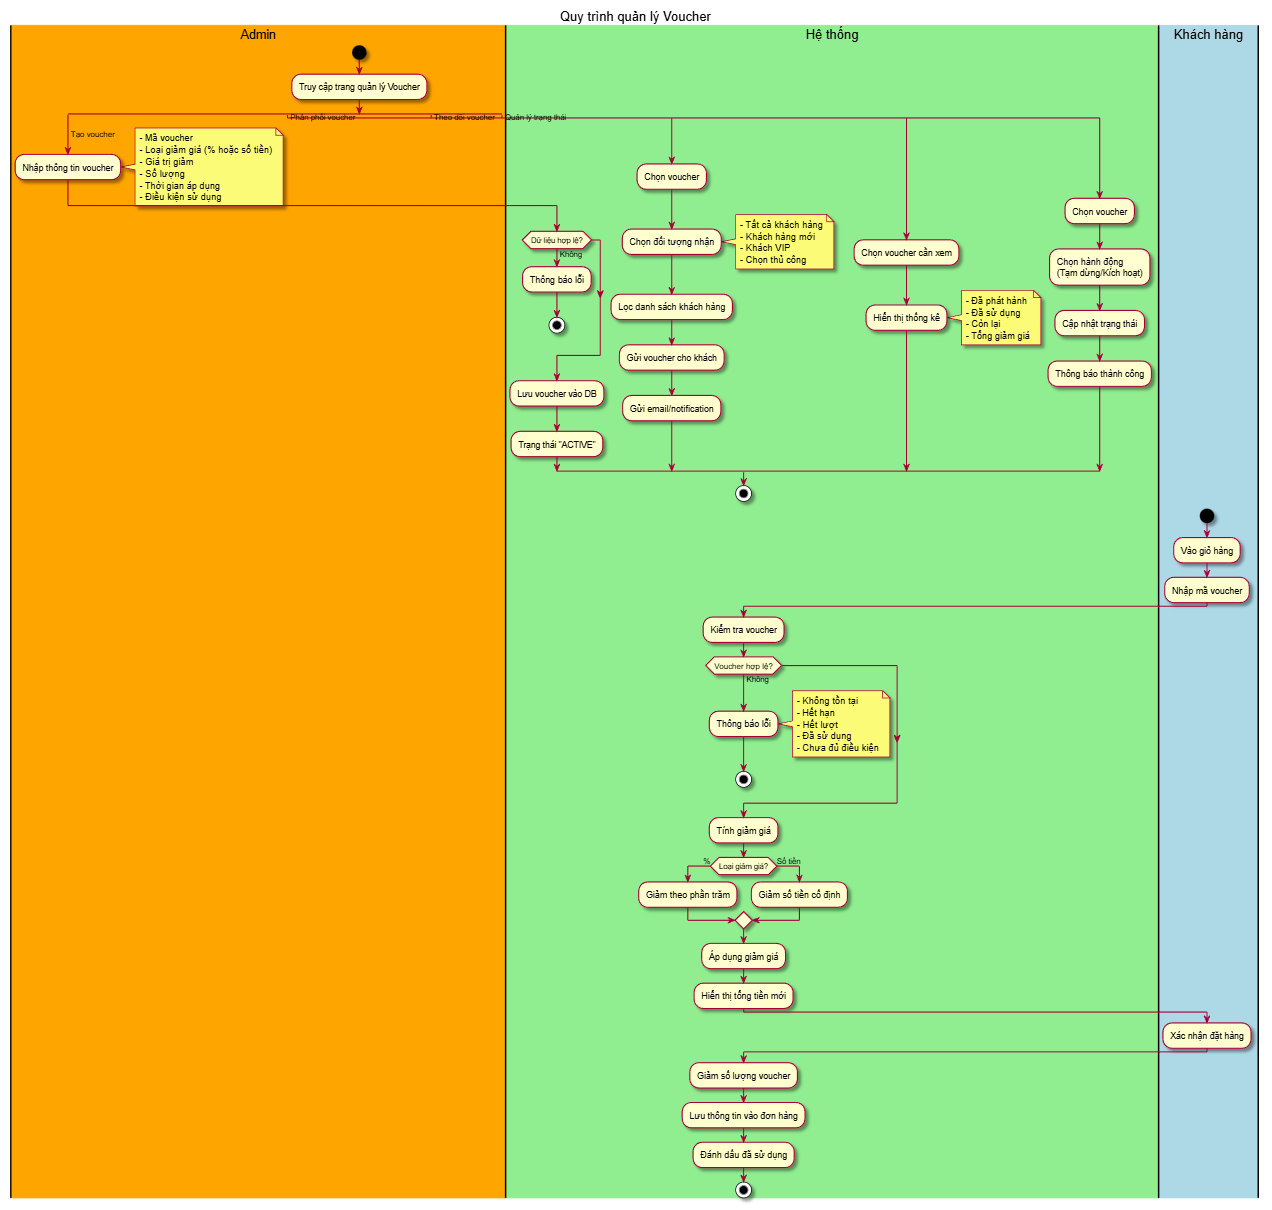 Quy trình quản lý Voucher
Admin
Hệ thống
Khách hàng
Truy cập trang quản lý Voucher
Tạo voucher
Phân phối voucher
Theo dõi voucher
Quản lý trạng thái
Nhập thông tin voucher
- Mã voucher
- Loại giảm giá (% hoặc số tiền)
- Giá trị giảm
- Số lượng
- Thời gian áp dụng
- Điều kiện sử dụng
Dữ liệu hợp lệ?
Không
Thông báo lỗi
Lưu voucher vào DB
Trạng thái "ACTIVE"
Chọn voucher
Chọn đối tượng nhận
- Tất cả khách hàng
- Khách hàng mới
- Khách VIP
- Chọn thủ công
Lọc danh sách khách hàng
Gửi voucher cho khách
Gửi email/notification
Chọn voucher cần xem
Hiển thị thống kê
- Đã phát hành
- Đã sử dụng
- Còn lại
- Tổng giảm giá
Chọn voucher
Chọn hành động
(Tạm dừng/Kích hoạt)
Cập nhật trạng thái
Thông báo thành công
Vào giỏ hàng
Nhập mã voucher
Kiểm tra voucher
Voucher hợp lệ?
Không
Thông báo lỗi
- Không tồn tại
- Hết hạn
- Hết lượt
- Đã sử dụng
- Chưa đủ điều kiện
Tính giảm giá
Loại giảm giá?
%
Số tiền
Giảm theo phần trăm
Giảm số tiền cố định
Áp dụng giảm giá
Hiển thị tổng tiền mới
Xác nhận đặt hàng
Giảm số lượng voucher
Lưu thông tin vào đơn hàng
Đánh dấu đã sử dụng